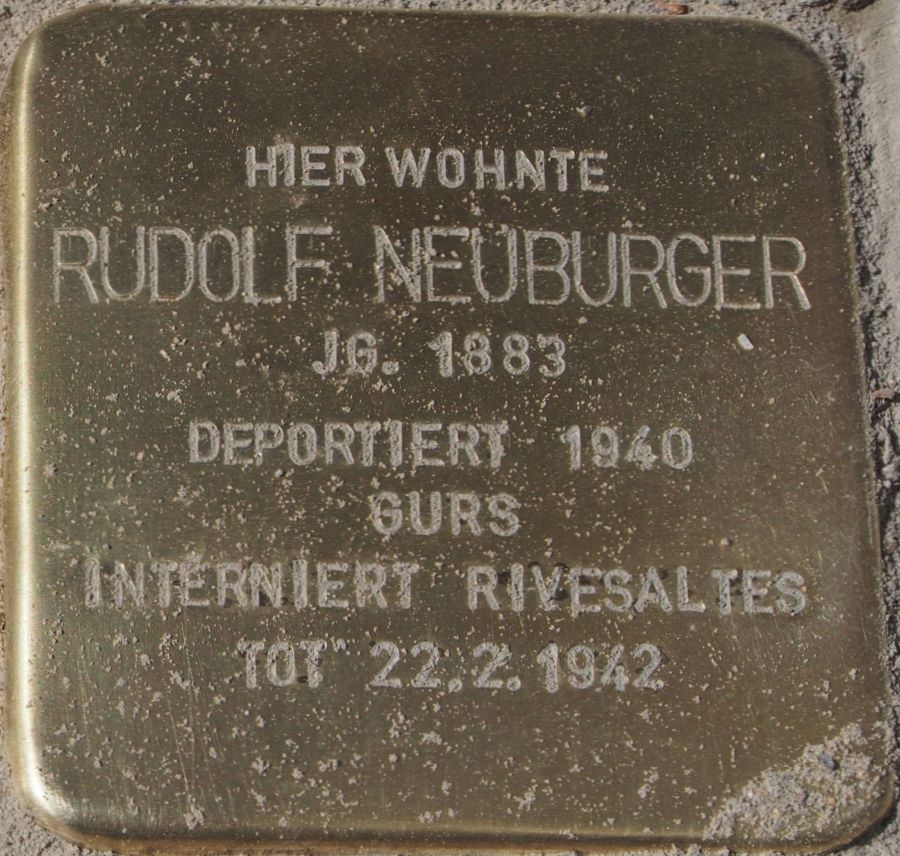 HIER WOHNTE
RUDOLF NEUBURGER
JG. 1883
DEPORTIERT 1940
GURS
INTERNIERT RIVESALTES
TOT 22.2.1942